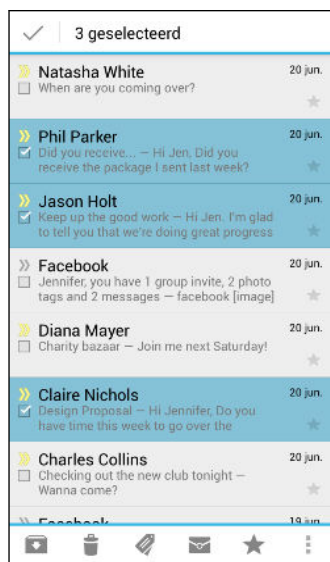 3 geselecteerd
Natasha White 20 jun.
When are you coming over?
Phil Parker 20 jun.
Did you receive... — Hi Jen, Did you
receive the package I sent last week?
Jason Holt 20 jun.
Keep up the good work — Hi Jen. I'm glad
to tell you that we're doing great progress
Facebook 20 jun.
Jennifer, you have 1 group invite, 2 photo
tags and 2 messages — facebook [image]
Diana Mayer 20 jun.
Charity bazaar — Join me next Saturday!
Claire Nichols 20 jun.
Design Proposal — Hi Jennifer, Do you
have time this week to go over the
Charles Collins 20 jun.
Checking out the new club tonight —
Wanna come?
Facebook 19 jun.